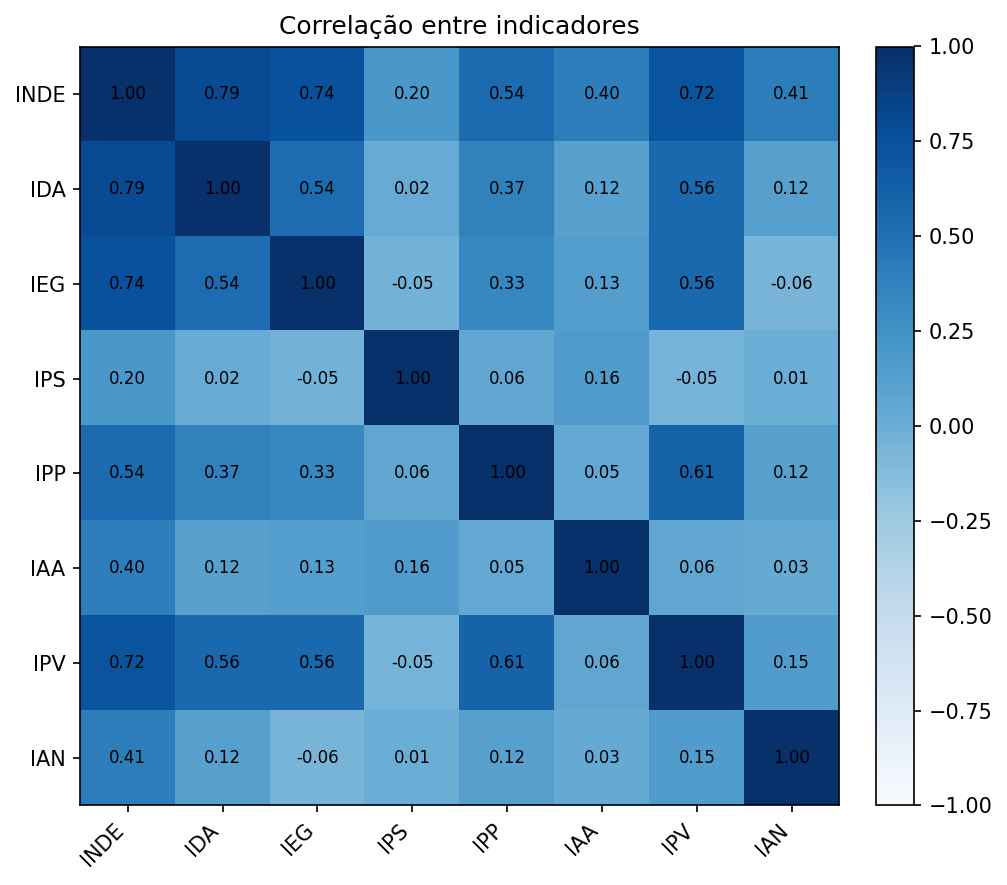 Correlação entre indicadores
INDE 1.00 0.79 0.74 0.20 0.54 0.40 0.72 0.41
IDA 0.79 1.00 0.54 0.02 0.37 0.12 0.56 0.12
IEG 0.74 0.54 1.00 -0.05 0.33 0.13 0.56 -0.06
IPS 0.20 0.02 -0.05 1.00 0.06 0.16 -0.05 0.01
IPP 0.54 0.37 0.33 0.06 1.00 0.05 0.61 0.12
IAA 0.40 0.12 0.13 0.16 0.05 1.00 0.06 0.03
IPV 0.72 0.56 0.56 -0.05 0.61 0.06 1.00 0.15
IAN 0.41 0.12 -0.06 0.01 0.12 0.03 0.15 1.00
INDE IDA IEG IPS IPP IAA IPV IAN
1.00
0.75
0.50
0.25
0.00
−0.25
−0.50
−0.75
−1.00